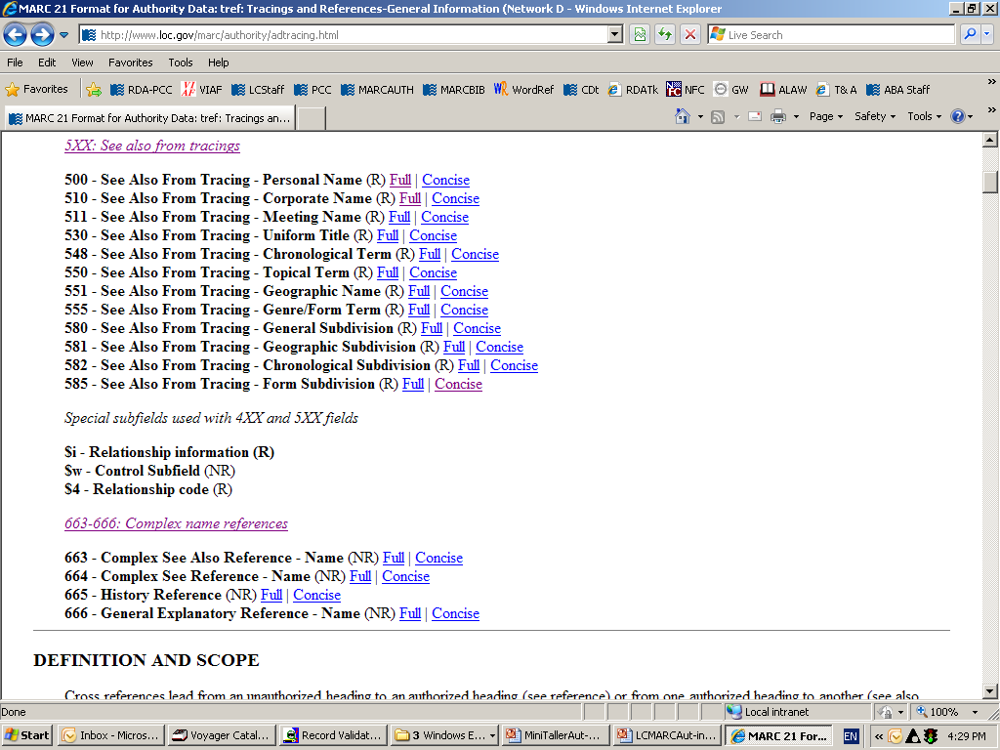 MARC 21 Format for Authority Data: tref: Tracings and References-General Information (Network D - Windows Internet Explorer
http://www.loc.gov/marc/authority/adtracing.html
Live Search
File Edit View Favorites Tools Help
Favorites RDA-PCC VIAF LCStaff PCC MARCAUTH MARCBIB WordRef CDt RDATk NFC GW ALAW T& A ABA Staff »
MARC 21 Format for Authority Data: tref: Tracings an... Page Safety Tools »
5XX: See also from tracings
500 - See Also From Tracing - Personal Name (R) Full | Concise
510 - See Also From Tracing - Corporate Name (R) Full | Concise
511 - See Also From Tracing - Meeting Name (R) Full | Concise
530 - See Also From Tracing - Uniform Title (R) Full | Concise
548 - See Also From Tracing - Chronological Term (R) Full | Concise
550 - See Also From Tracing - Topical Term (R) Full | Concise
551 - See Also From Tracing - Geographic Name (R) Full | Concise
555 - See Also From Tracing - Genre/Form Term (R) Full | Concise
580 - See Also From Tracing - General Subdivision (R) Full | Concise
581 - See Also From Tracing - Geographic Subdivision (R) Full | Concise
582 - See Also From Tracing - Chronological Subdivision (R) Full | Concise
585 - See Also From Tracing - Form Subdivision (R) Full | Concise
Special subfields used with 4XX and 5XX fields
$i - Relationship information (R)
$w - Control Subfield (NR)
$4 - Relationship code (R)
663-666: Complex name references
663 - Complex See Also Reference - Name (NR) Full | Concise
664 - Complex See Reference - Name (NR) Full | Concise
665 - History Reference (NR) Full | Concise
666 - General Explanatory Reference - Name (NR) Full | Concise
DEFINITION AND SCOPE
Cross references lead from an unauthorized heading to an authorized heading (see reference) or from one authorized heading to another (see also
Done Local intranet 100%
Start Inbox - Micros... Voyager Catal... Record Validat... 3 Windows E... MiniTallerAut-... LCMARCAut-in... MARC 21 For... EN « 4:29 PM